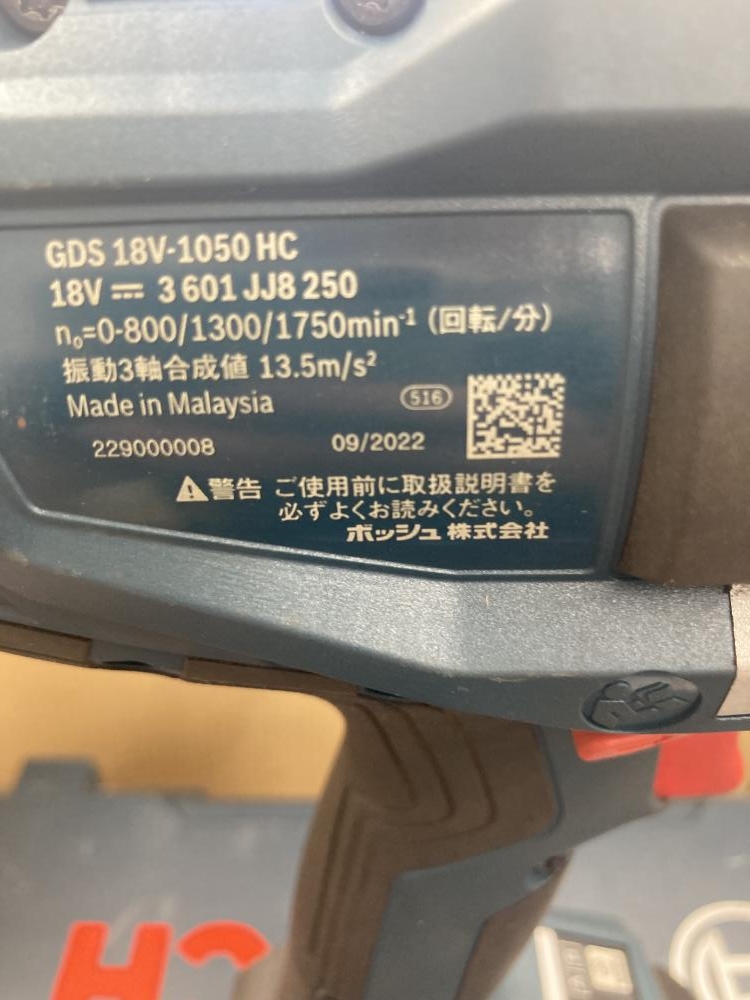 GDS 18V-1050 HC
18V ⎓ 3 601 JJ8 250
n₀=0-800/1300/1750min⁻¹ (回転/分)
振動3軸合成値 13.5m/s²
Made in Malaysia 516
229000008 09/2022
⚠警告 ご使用前に取扱説明書を
必ずよくお読みください。
ボッシュ株式会社